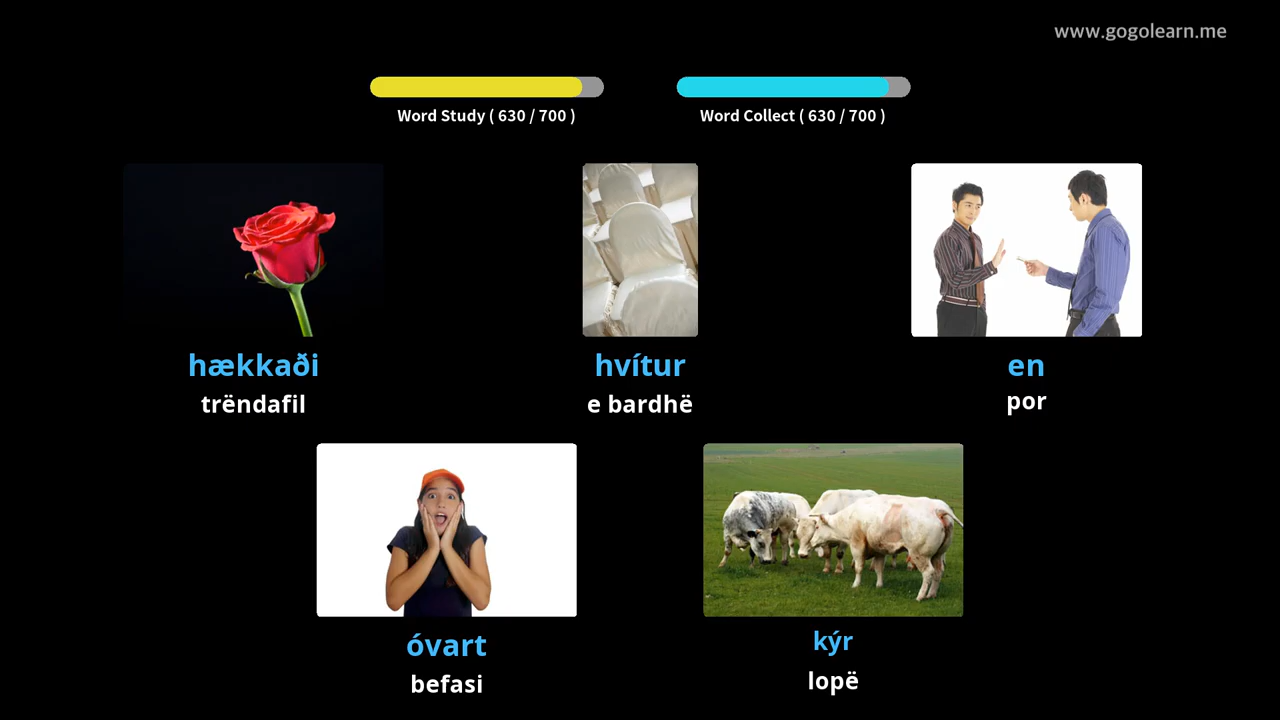 www.gogolearn.me
Word Study ( 630 / 700 )
Word Collect ( 630 / 700 )
hækkaði
trëndafil
hvítur
e bardhë
en
por
óvart
befasi
kýr
lopë